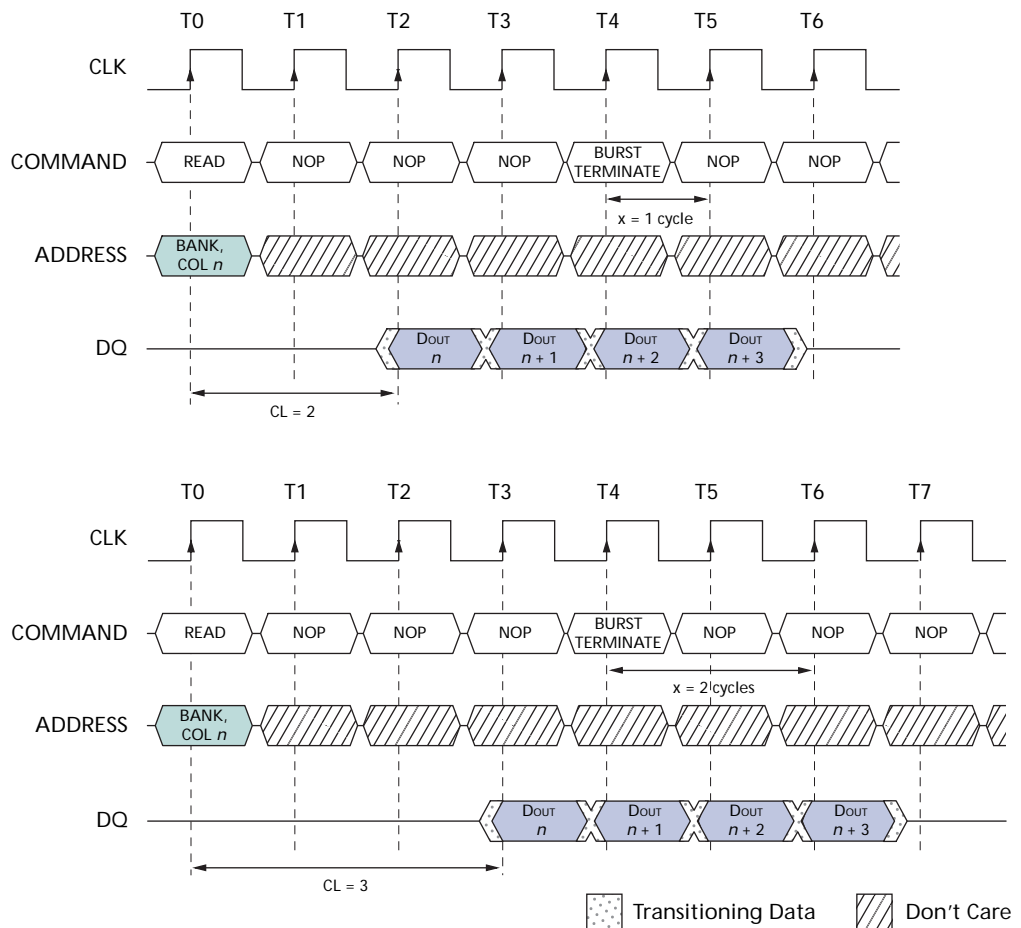 T0 T1 T2 T3 T4 T5 T6
CLK
COMMAND READ NOP NOP NOP BURST TERMINATE NOP NOP
x = 1 cycle
ADDRESS BANK, COL n
DQ DOUT n DOUT n + 1 DOUT n + 2 DOUT n + 3
CL = 2
T0 T1 T2 T3 T4 T5 T6 T7
CLK
COMMAND READ NOP NOP NOP BURST TERMINATE NOP NOP NOP
x = 2 cycles
ADDRESS BANK, COL n
DQ DOUT n DOUT n + 1 DOUT n + 2 DOUT n + 3
CL = 3
Transitioning Data Don't Care